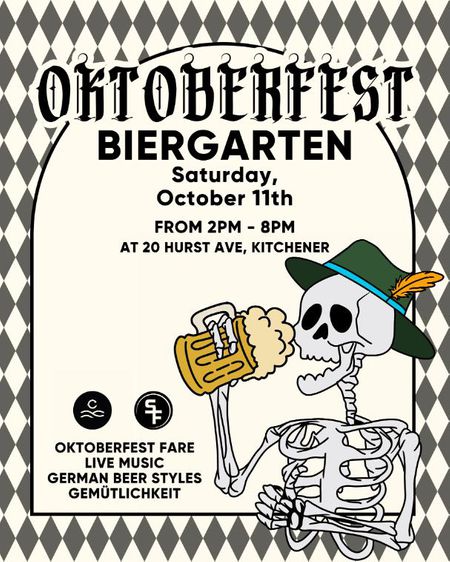 OKTOBERFEST
BIERGARTEN
Saturday,
October 11th
FROM 2PM - 8PM
AT 20 HURST AVE, KITCHENER
C
SF
OKTOBERFEST FARE
LIVE MUSIC
GERMAN BEER STYLES
GEMÜTLICHKEIT